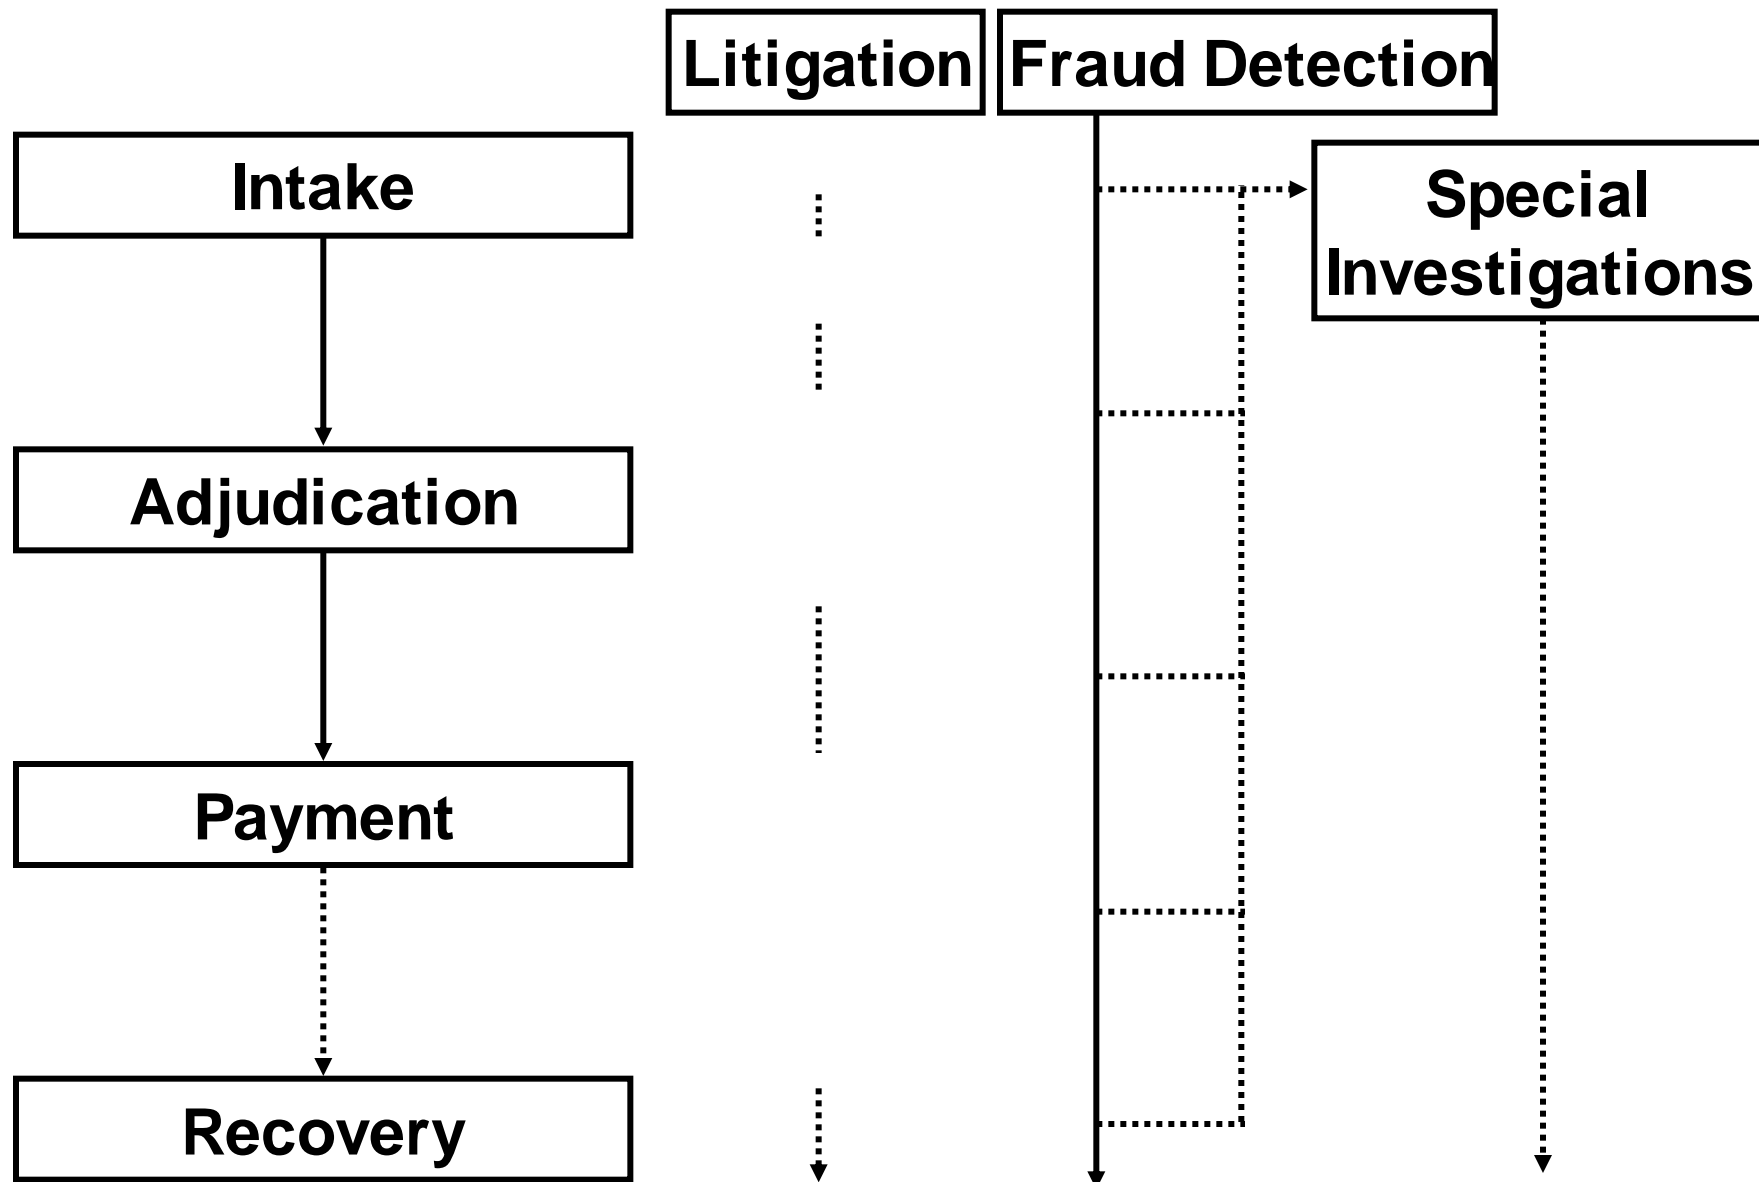 Litigation
Fraud Detection
Intake
Special
Investigations
Adjudication
Payment
Recovery